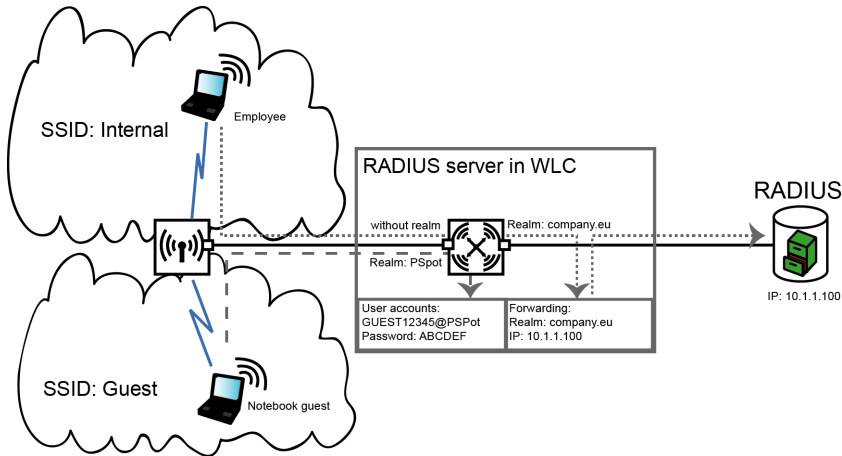 SSID: Internal
Employee
RADIUS server in WLC
RADIUS
without realm
Realm: company.eu
Realm: PSpot
IP: 10.1.1.100
User accounts:
GUEST12345@PSPot
Password: ABCDEF
Forwarding:
Realm: company.eu
IP: 10.1.1.100
SSID: Guest
Notebook guest